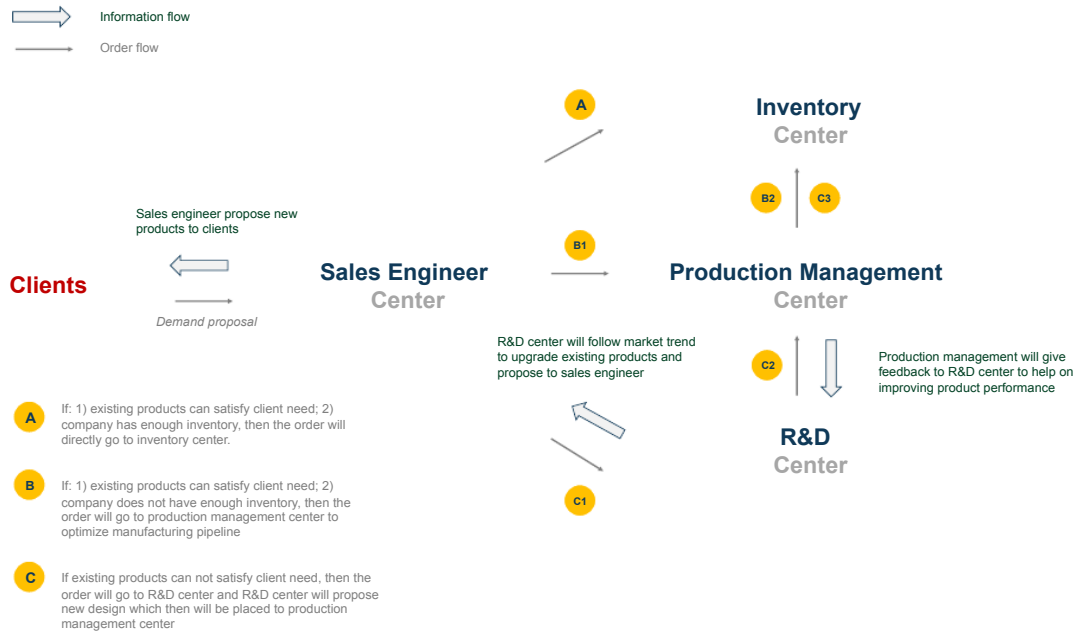 Information flow
Order flow
A
Inventory
Center
B2
C3
Sales engineer propose new
products to clients
B1
Clients
Sales Engineer
Center
Production Management
Center
Demand proposal
R&D center will follow market trend
to upgrade existing products and
propose to sales engineer
C2
Production management will give
feedback to R&D center to help on
improving product performance
R&D
Center
C1
A
If: 1) existing products can satisfy client need; 2)
company has enough inventory, then the order will
directly go to inventory center.
B
If: 1) existing products can satisfy client need; 2)
company does not have enough inventory, then the
order will go to production management center to
optimize manufacturing pipeline
C
If existing products can not satisfy client need, then the
order will go to R&D center and R&D center will propose
new design which then will be placed to production
management center